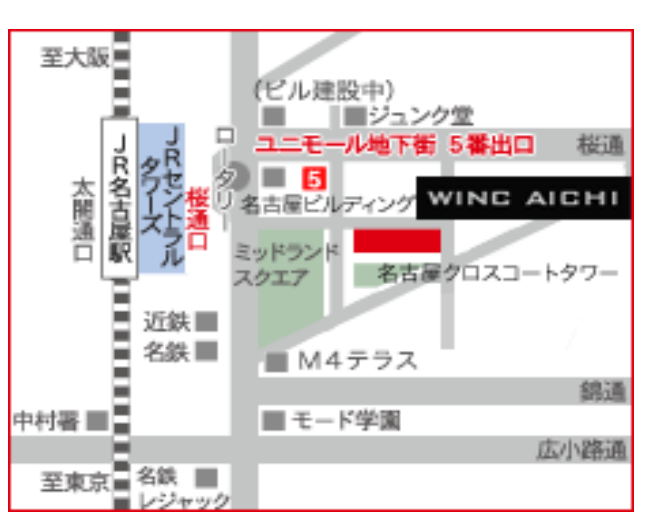 至大阪
(ビル建設中)
ジュンク堂
ユニモール地下街 5番出口
桜通
JR名古屋駅
JRセントラル
タワーズ
桜通口
ロータリー
太閤通口
5
名古屋ビルディング
WINC AICHI
ミッドランド
スクエア
名古屋クロスコートタワー
近鉄
名鉄
M4テラス
錦通
中村署
モード学園
広小路通
至東京
名鉄
レジャック